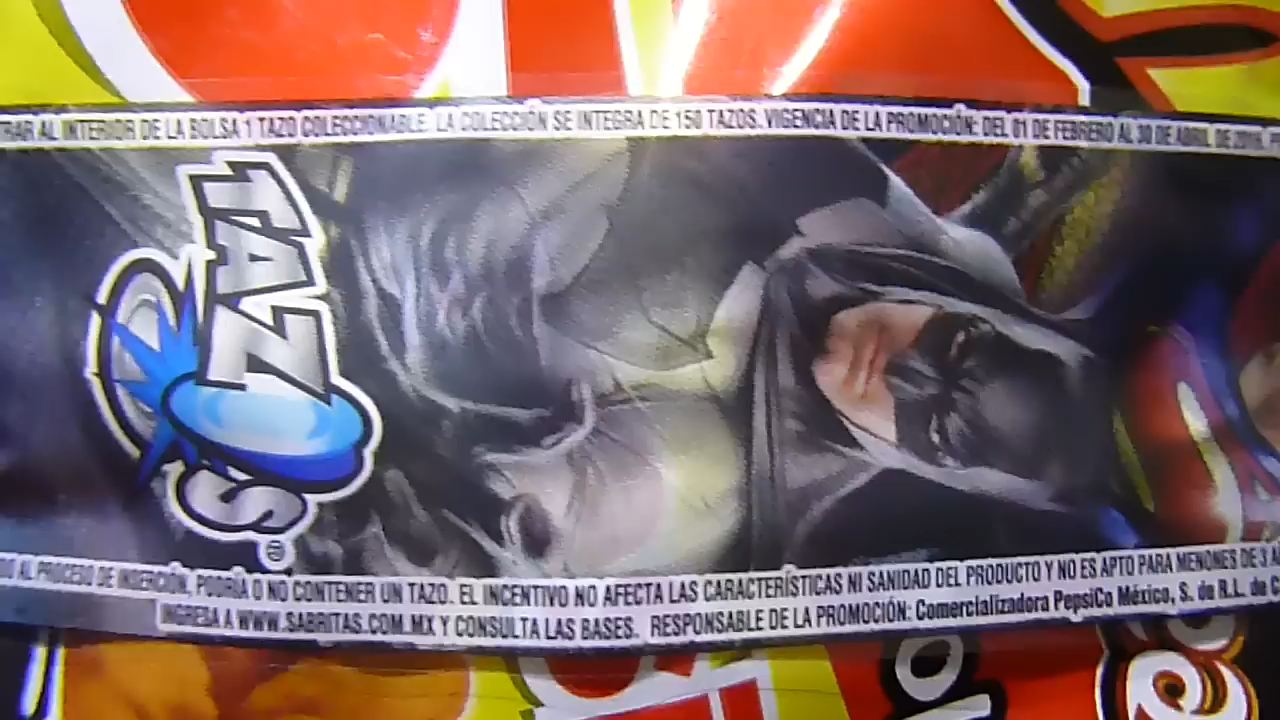 AL INTERIOR DE LA BOLSA 1 TAZO COLECCIONABLE. LA COLECCIÓN SE INTEGRA DE 150 TAZOS. VIGENCIA DE LA PROMOCIÓN: DEL 01 DE FEBRERO AL 30 DE ABRIL DE
TAZOS®
AL PROCESO DE INSERCIÓN, PODRÍA O NO CONTENER UN TAZO. EL INCENTIVO NO AFECTA LAS CARACTERÍSTICAS NI SANIDAD DEL PRODUCTO Y NO ES APTO PARA MENORES DE 3
INGRESA A WWW.SABRITAS.COM.MX Y CONSULTA LAS BASES. RESPONSABLE DE LA PROMOCIÓN: Comercializadora PepsiCo México, S. de R.L. de C